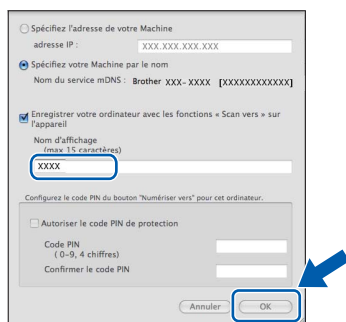 Spécifiez l'adresse de votre Machine
adresse IP : XXX.XXX.XXX.XXX
Spécifiez votre Machine par le nom
Nom du service mDNS : Brother XXX-XXXX [XXXXXXXXXXXX]
Enregistrer votre ordinateur avec les fonctions « Scan vers » sur
l'appareil
Nom d'affichage
(max 15 caractères)
XXXX
Configurez le code PIN du bouton "Numériser vers" pour cet ordinateur.
Autoriser le code PIN de protection
Code PIN
( 0-9, 4 chiffres)
Confirmer le code PIN
Annuler OK